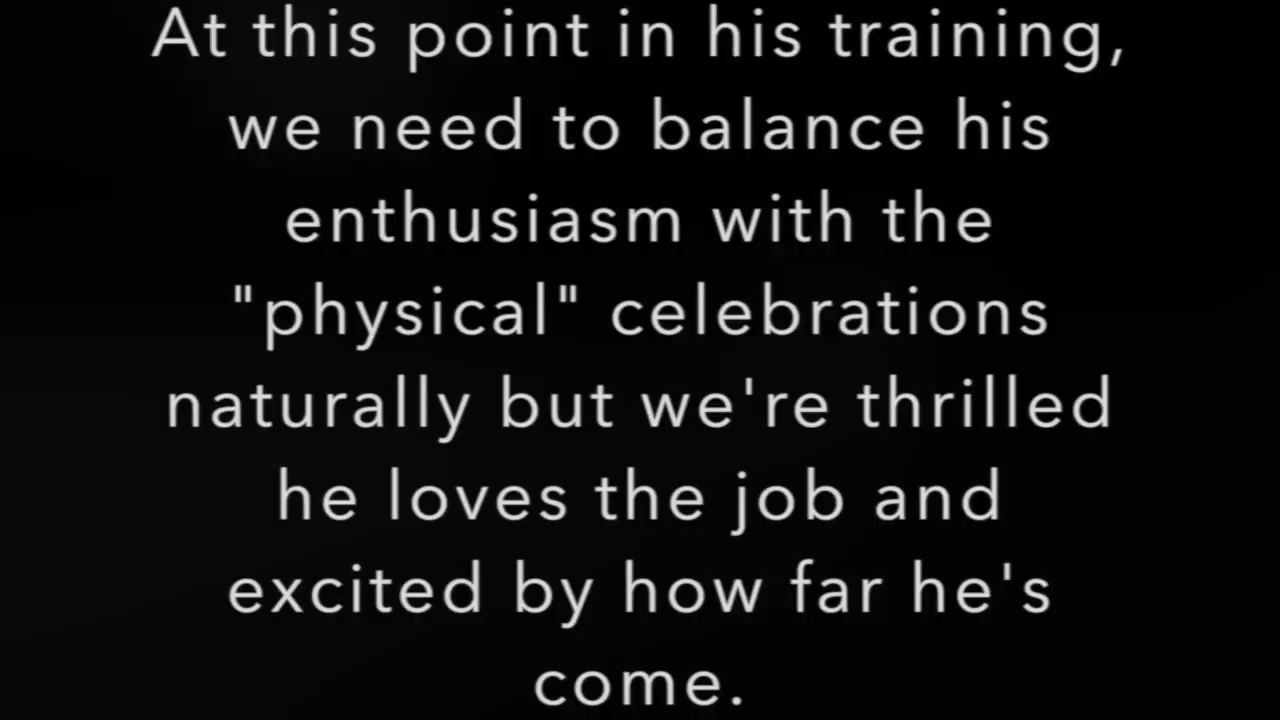 At this point in his training,
we need to balance his
enthusiasm with the
"physical" celebrations
naturally but we're thrilled
he loves the job and
excited by how far he's
come.